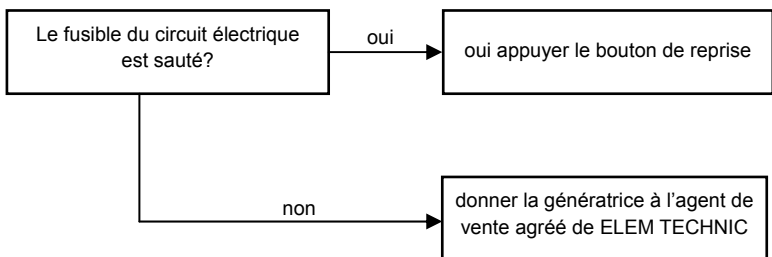 Le fusible du circuit électrique
est sauté?
oui
oui appuyer le bouton de reprise
non
donner la génératrice à l’agent de
vente agréé de ELEM TECHNIC